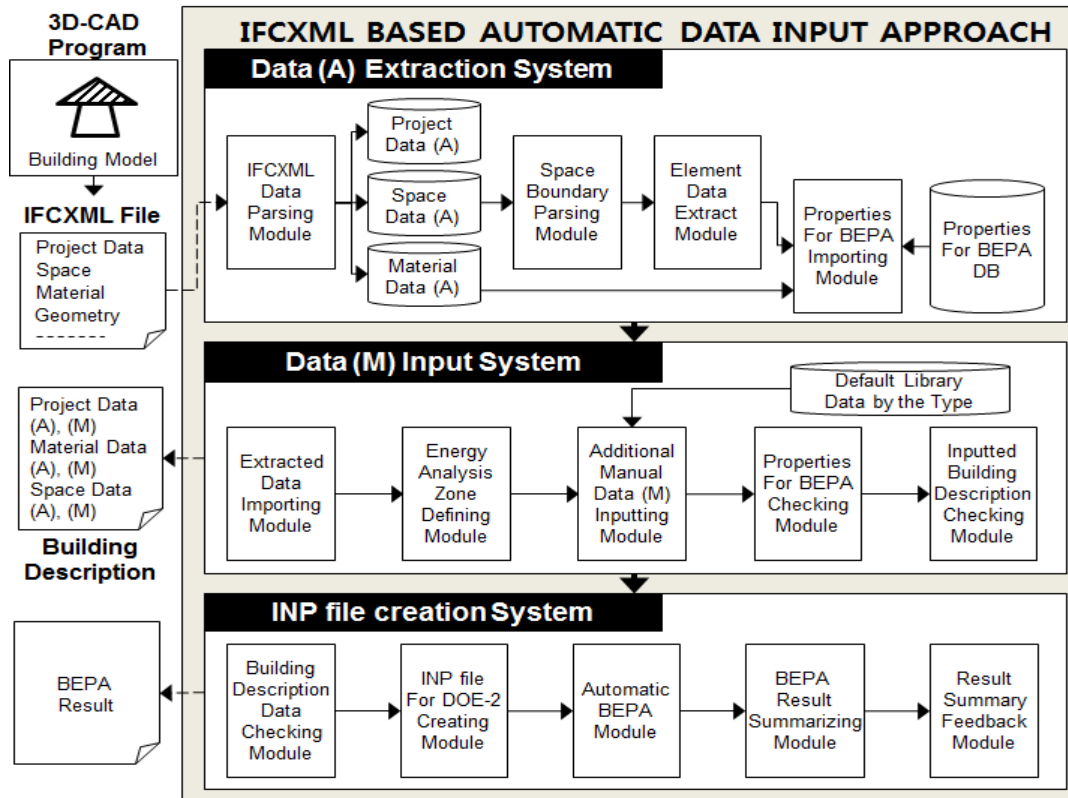 3D-CAD
Program
Building Model
IFCXML File
Project Data
Space
Material
Geometry
-------
Project Data
(A), (M)
Material Data
(A), (M)
Space Data
(A), (M)
Building
Description
BEPA
Result
IFCXML BASED AUTOMATIC DATA INPUT APPROACH
Data (A) Extraction System
IFCXML
Data
Parsing
Module
Project
Data (A)
Space
Data (A)
Material
Data (A)
Space
Boundary
Parsing
Module
Element
Data
Extract
Module
Properties
For BEPA
Importing
Module
Properties
For BEPA
DB
Data (M) Input System
Default Library
Data by the Type
Extracted
Data
Importing
Module
Energy
Analysis
Zone
Defining
Module
Additional
Manual
Data (M)
Inputting
Module
Properties
For BEPA
Checking
Module
Inputted
Building
Description
Checking
Module
INP file creation System
Building
Description
Data
Checking
Module
INP file
For DOE-2
Creating
Module
Automatic
BEPA
Module
BEPA
Result
Summarizing
Module
Result
Summary
Feedback
Module